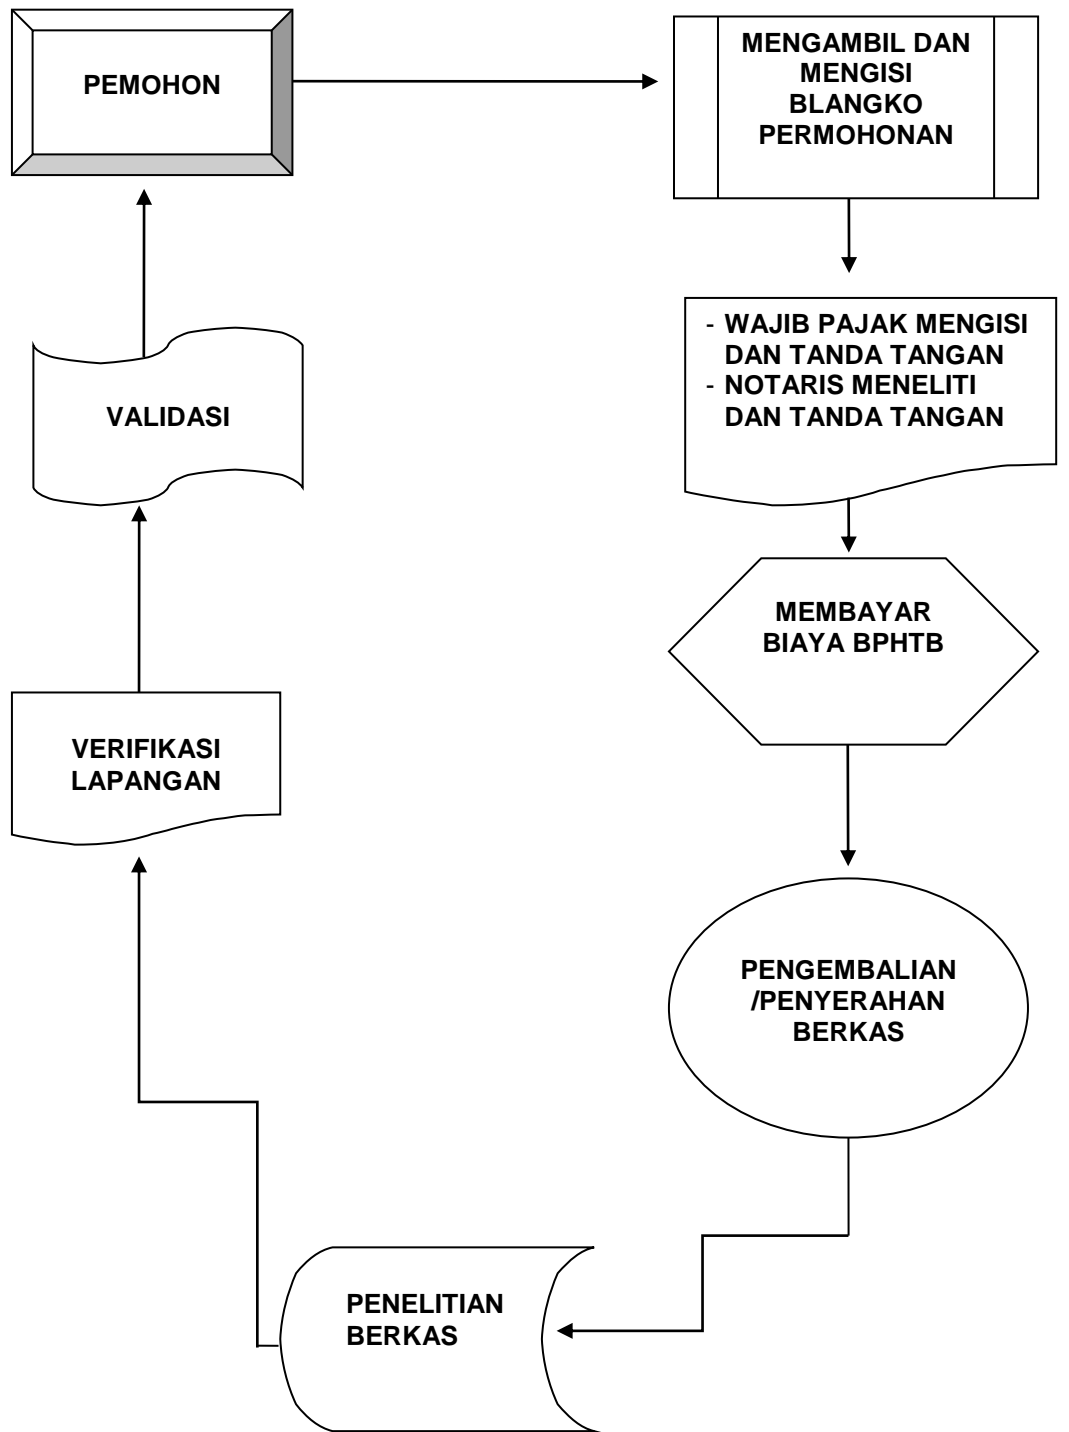 PEMOHON
MENGAMBIL DAN
MENGISI
BLANGKO
PERMOHONAN
- WAJIB PAJAK MENGISI
DAN TANDA TANGAN
- NOTARIS MENELITI
DAN TANDA TANGAN
MEMBAYAR
BIAYA BPHTB
PENGEMBALIAN
/PENYERAHAN
BERKAS
PENELITIAN
BERKAS
VERIFIKASI
LAPANGAN
VALIDASI